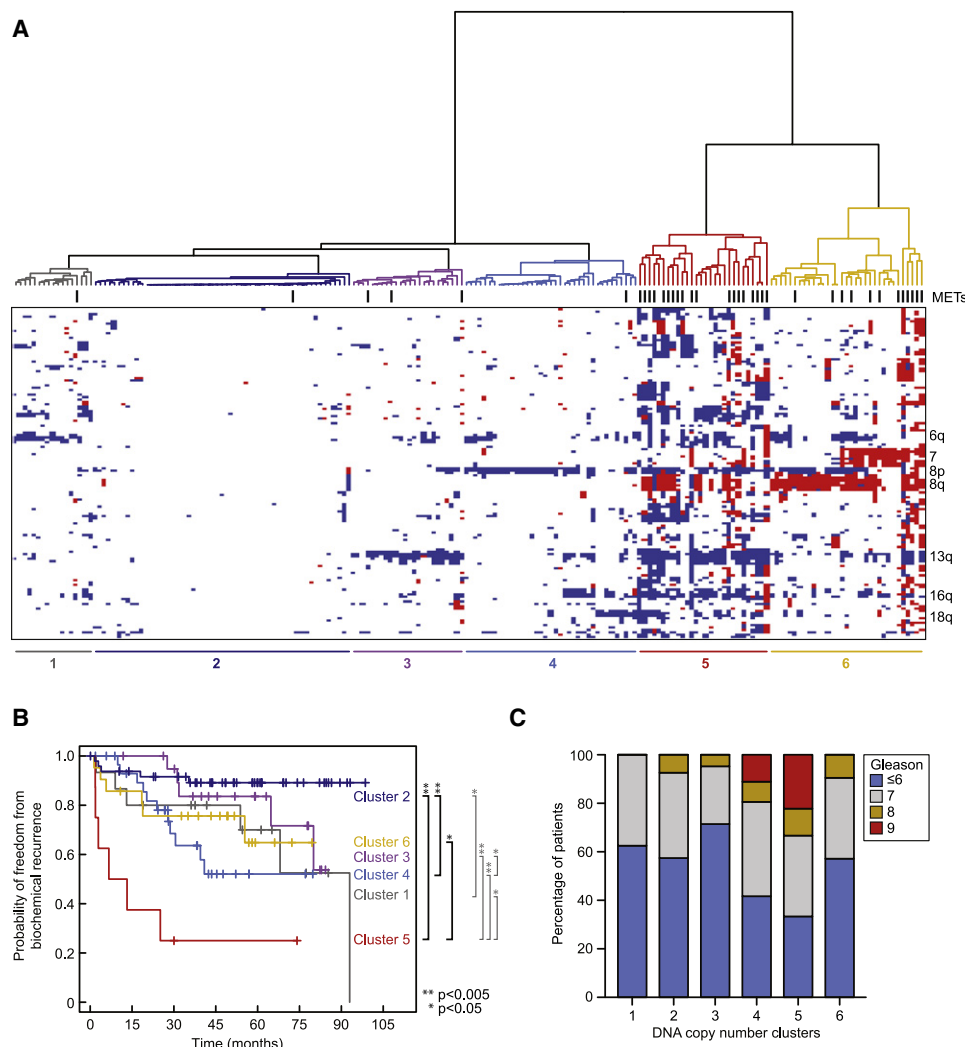 A
METs
6q
7
8p
8q
13q
16q
18q
1 2 3 4 5 6
B
Probability of freedom from
biochemical recurrence
1.0
0.8
0.6
0.4
0.2
0
0 15 30 45 60 75 90 105
Time (months)
Cluster 2
Cluster 6
Cluster 3
Cluster 4
Cluster 1
Cluster 5
** ** * * ** ** * *
** p<0.005
* p<0.05
C
Percentage of patients
100
80
60
40
20
0
1 2 3 4 5 6
DNA copy number clusters
Gleason
≤6
7
8
9